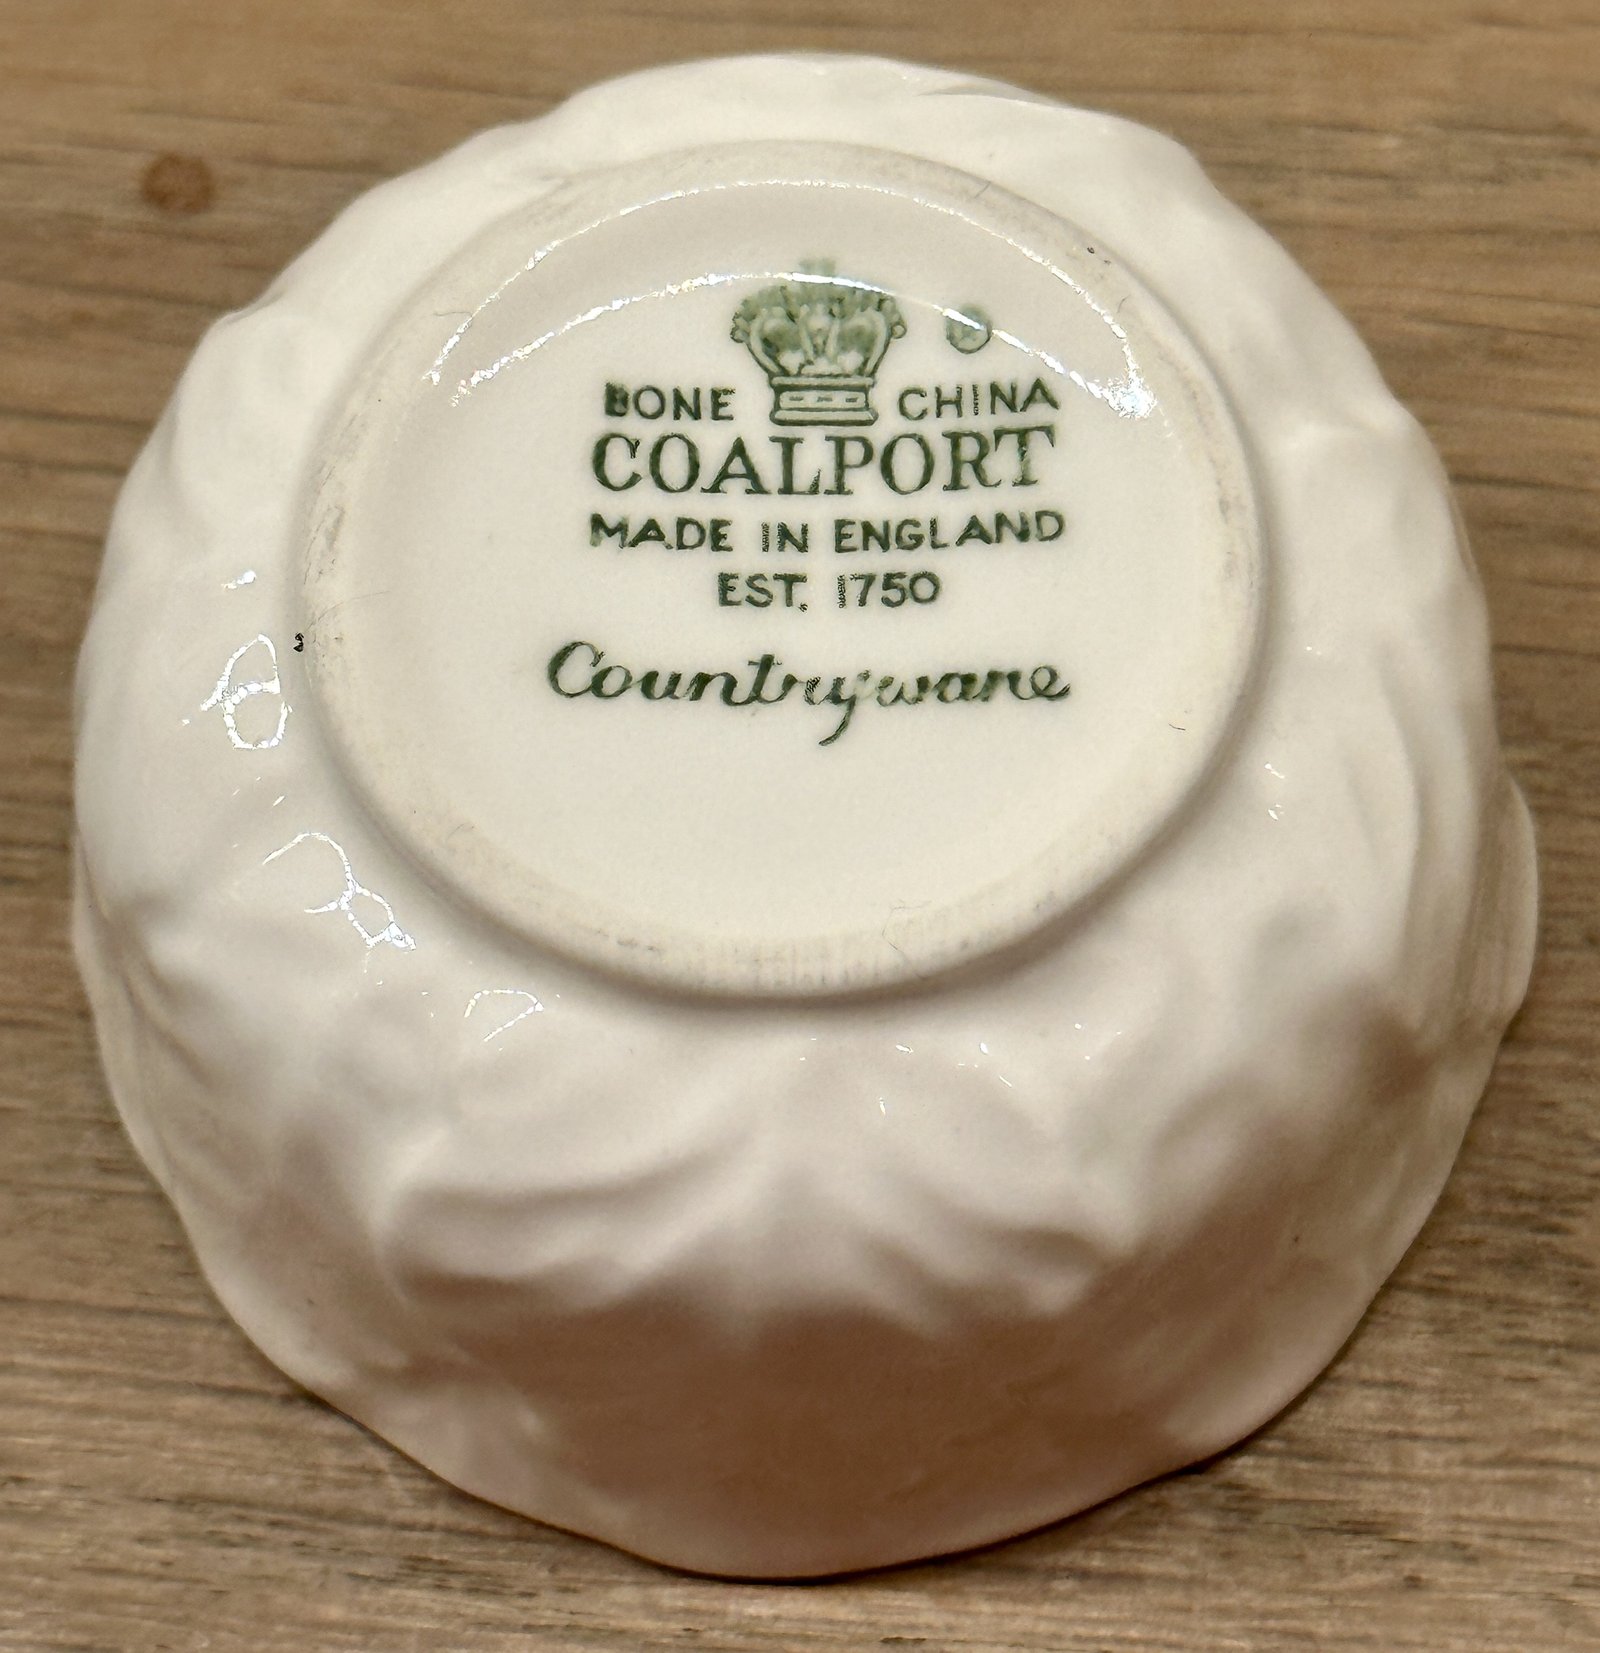 BONE CHINA
COALPORT
MADE IN ENGLAND
EST. 1750
Countryware